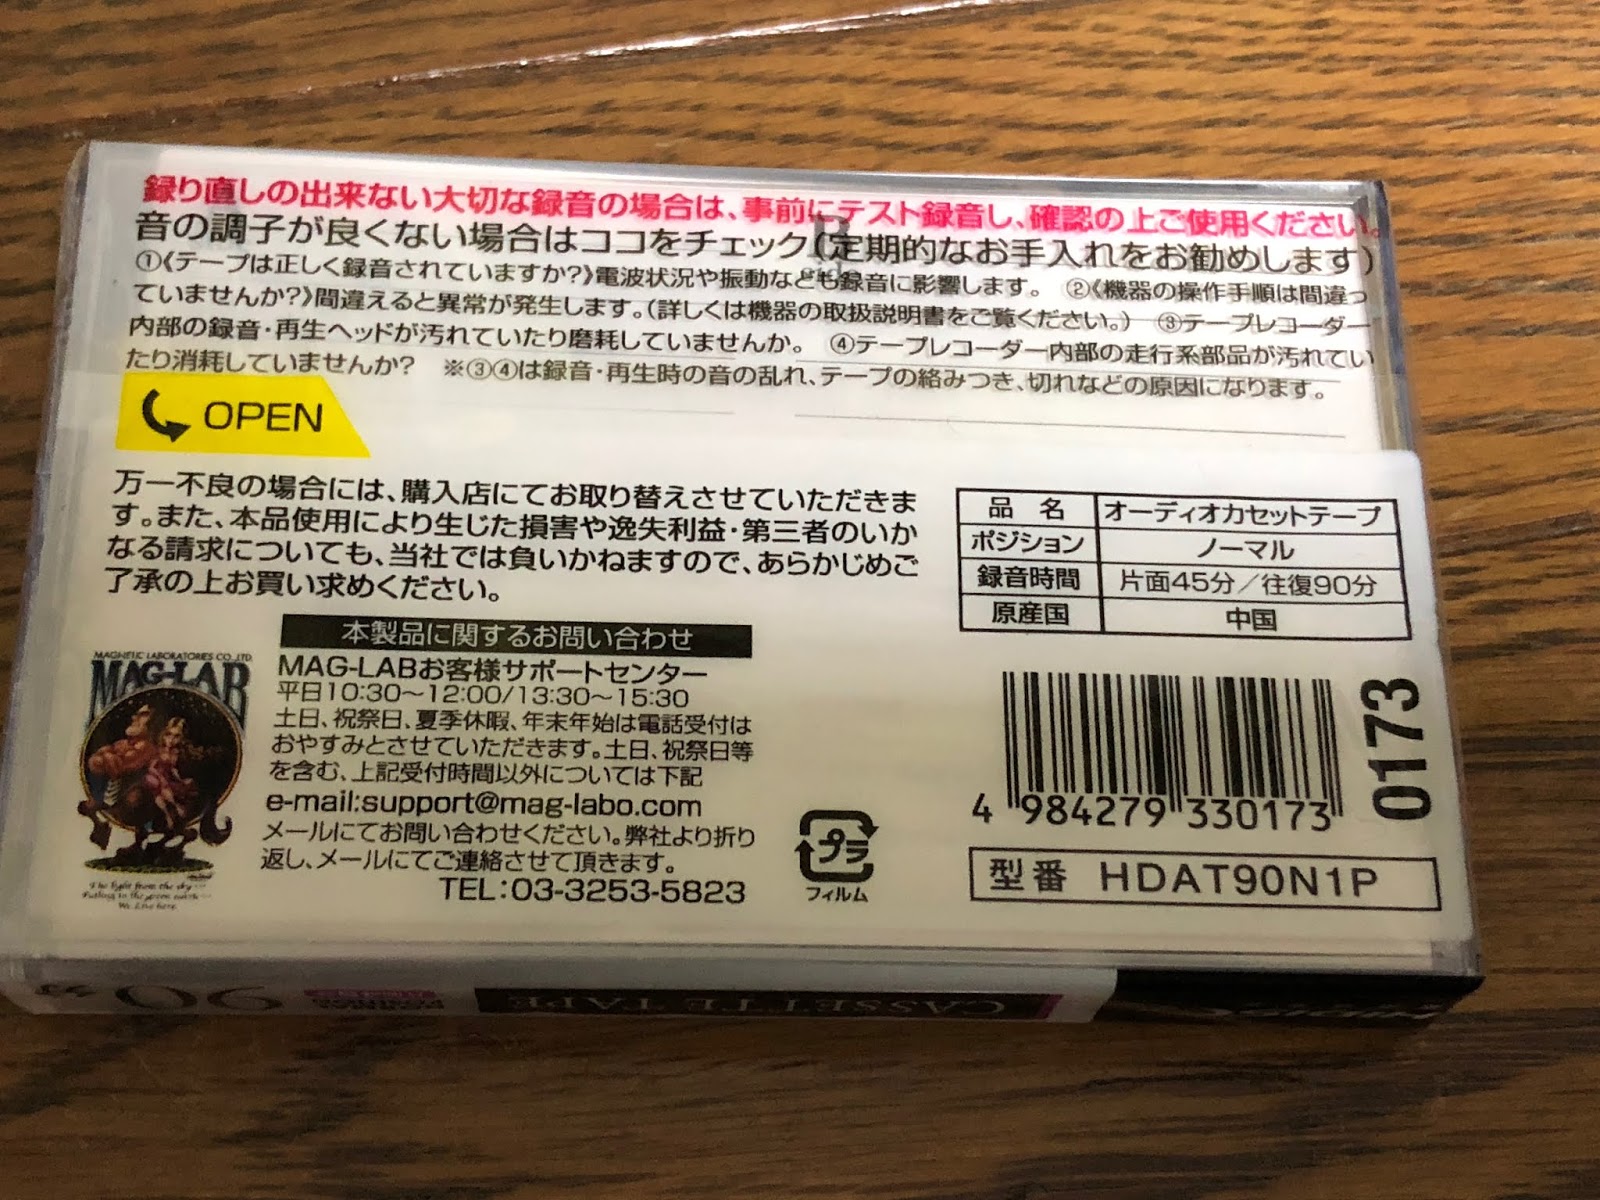 録り直しの出来ない大切な録音の場合は、事前にテスト録音し、確認の上ご使用ください。
音の調子が良くない場合はココをチェック(定期的なお手入れをお勧めします)
①《テープは正しく録音されていますか?》電波状況や振動なども録音に影響します。 ②《機器の操作手順は間違っ
ていませんか?》間違えると異常が発生します。(詳しくは機器の取扱説明書をご覧ください。) ③テープレコーダー
内部の録音・再生ヘッドが汚れていたり磨耗していませんか。 ④テープレコーダー内部の走行系部品が汚れてい
たり消耗していませんか? ※③④は録音・再生時の音の乱れ、テープの絡みつき、切れなどの原因になります。
OPEN
万一不良の場合には、購入店にてお取り替えさせていただきま
す。また、本品使用により生じた損害や逸失利益・第三者のいか
なる請求についても、当社では負いかねますので、あらかじめご
了承の上お買い求めください。
品 名 オーディオカセットテープ
ポジション ノーマル
録音時間 片面45分/往復90分
原産国 中国
本製品に関するお問い合わせ
MAG-LABお客様サポートセンター
平日10:30〜12:00/13:30〜15:30
土日、祝祭日、夏季休暇、年末年始は電話受付は
おやすみとさせていただきます。土日、祝祭日等
を含む、上記受付時間以外については下記
e-mail:support@mag-labo.com
メールにてお問い合わせください。弊社より折り
返し、メールにてご連絡させて頂きます。
TEL:03-3253-5823
MAGNETIC LABORATORIES CO.,LTD.
MAG-LAB
プラ
フィルム
4 984279 330173
0173
型番 HDAT90N1P
CASSETTE TAPE
90